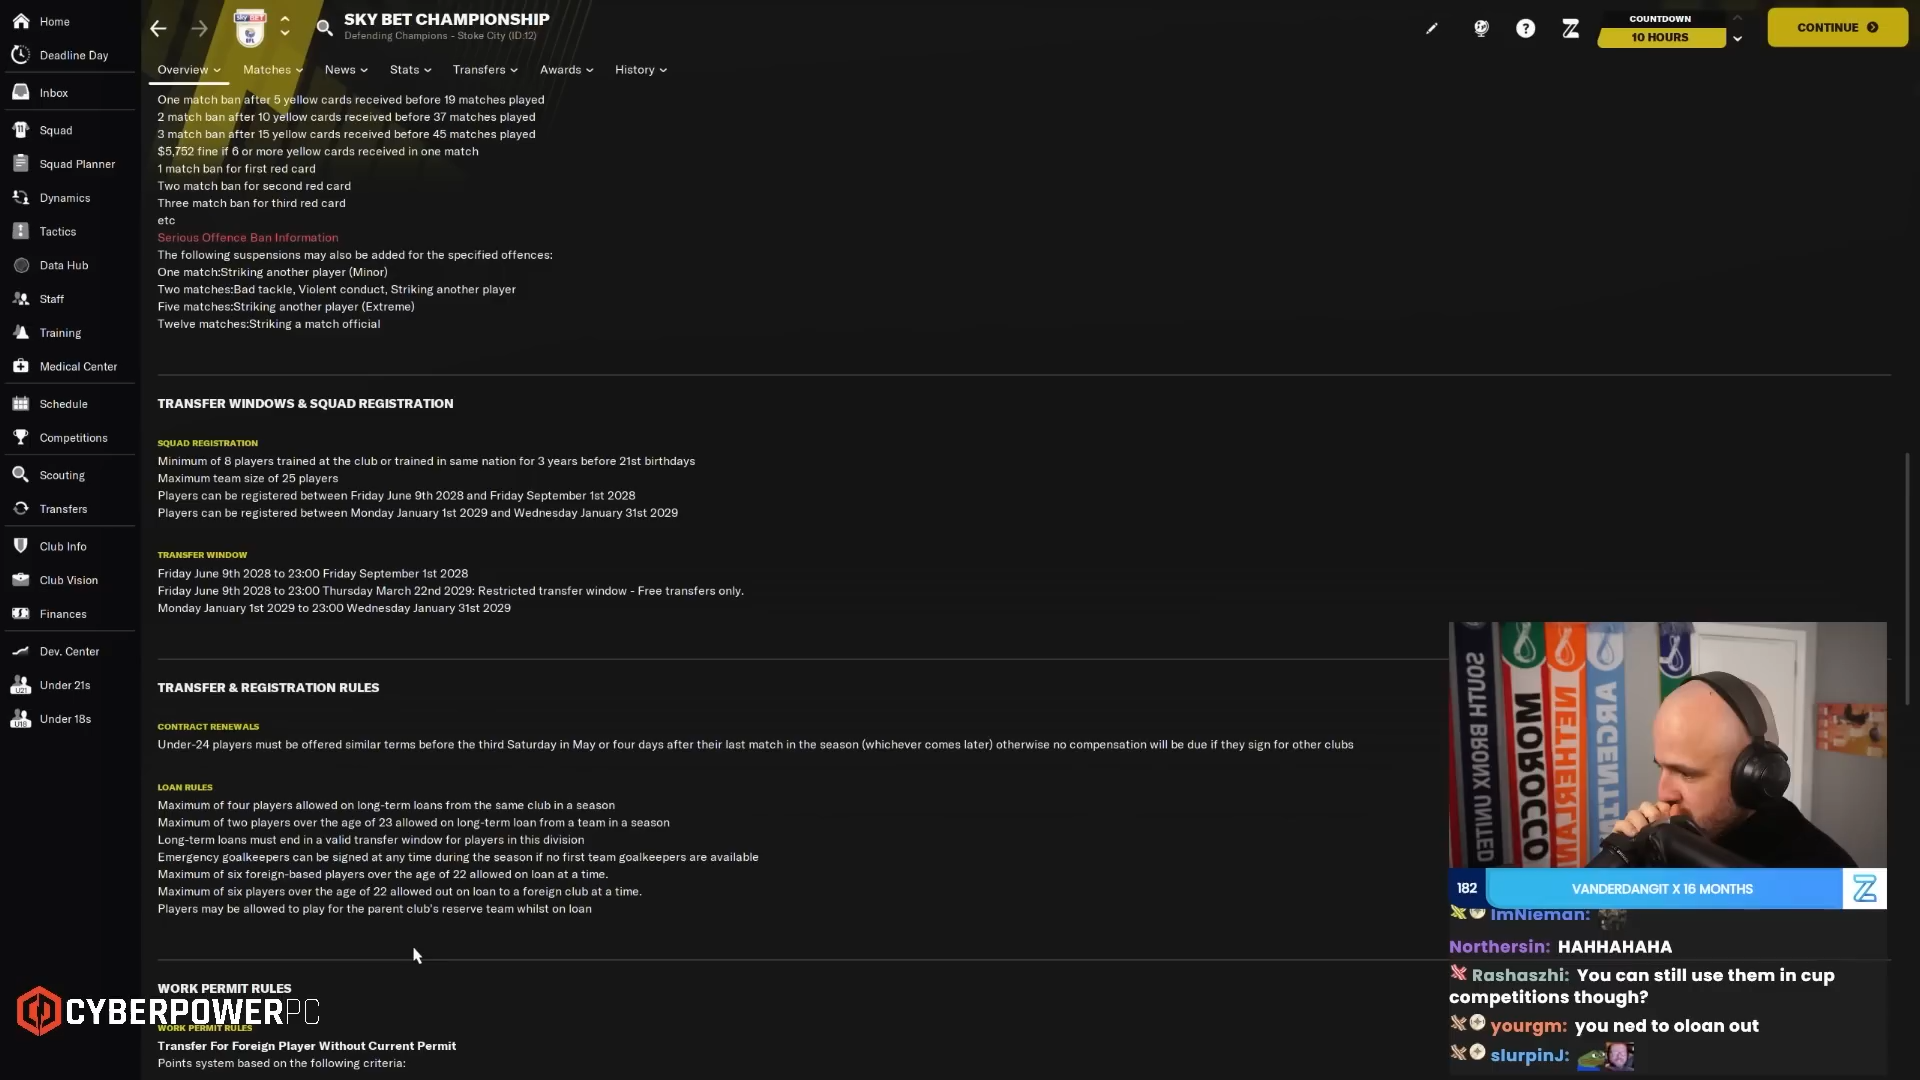 Home
Deadline Day
Inbox
Squad
Squad Planner
Dynamics
Tactics
Data Hub
Staff
Training
Medical Center
Schedule
Competitions
Scouting
Transfers
Club Info
Club Vision
Finances
Dev. Center
Under 21s
Under 18s
SKY BET CHAMPIONSHIP
Defending Champions - Stoke City (ID:12)
COUNTDOWN
10 HOURS
CONTINUE
Overview
Matches
News
Stats
Transfers
Awards
History
One match ban after 5 yellow cards received before 19 matches played
2 match ban after 10 yellow cards received before 37 matches played
3 match ban after 15 yellow cards received before 45 matches played
$5,752 fine if 6 or more yellow cards received in one match
1 match ban for first red card
Two match ban for second red card
Three match ban for third red card
etc
Serious Offence Ban Information
The following suspensions may also be added for the specified offences:
One match:Striking another player (Minor)
Two matches:Bad tackle, Violent conduct, Striking another player
Five matches:Striking another player (Extreme)
Twelve matches:Striking a match official
TRANSFER WINDOWS & SQUAD REGISTRATION
SQUAD REGISTRATION
Minimum of 8 players trained at the club or trained in same nation for 3 years before 21st birthdays
Maximum team size of 25 players
Players can be registered between Friday June 9th 2028 and Friday September 1st 2028
Players can be registered between Monday January 1st 2029 and Wednesday January 31st 2029
TRANSFER WINDOW
Friday June 9th 2028 to 23:00 Friday September 1st 2028
Friday June 9th 2028 to 23:00 Thursday March 22nd 2029: Restricted transfer window - Free transfers only.
Monday January 1st 2029 to 23:00 Wednesday January 31st 2029
TRANSFER & REGISTRATION RULES
CONTRACT RENEWALS
Under-24 players must be offered similar terms before the third Saturday in May or four days after their last match in the season (whichever comes later) otherwise no compensation will be due if they sign for other clubs
LOAN RULES
Maximum of four players allowed on long-term loans from the same club in a season
Maximum of two players over the age of 23 allowed on long-term loan from a team in a season
Long-term loans must end in a valid transfer window for players in this division
Emergency goalkeepers can be signed at any time during the season if no first team goalkeepers are available
Maximum of six foreign-based players over the age of 22 allowed on loan at a time.
Maximum of six players over the age of 22 allowed out on loan to a foreign club at a time.
Players may be allowed to play for the parent club's reserve team whilst on loan
WORK PERMIT RULES
WORK PERMIT RULES
Transfer For Foreign Player Without Current Permit
Points system based on the following criteria:
CYBERPOWERPC
SOUTH BRONX UNITED
MOROCCO
NETHERLA
ARGENTINA
182
VANDERDANGIT X 16 MONTHS
ImNieman:
Northersin: HAHHAHAHA
Rashaszhi: You can still use them in cup
competitions though?
yourgm: you ned to oloan out
slurpinJ: